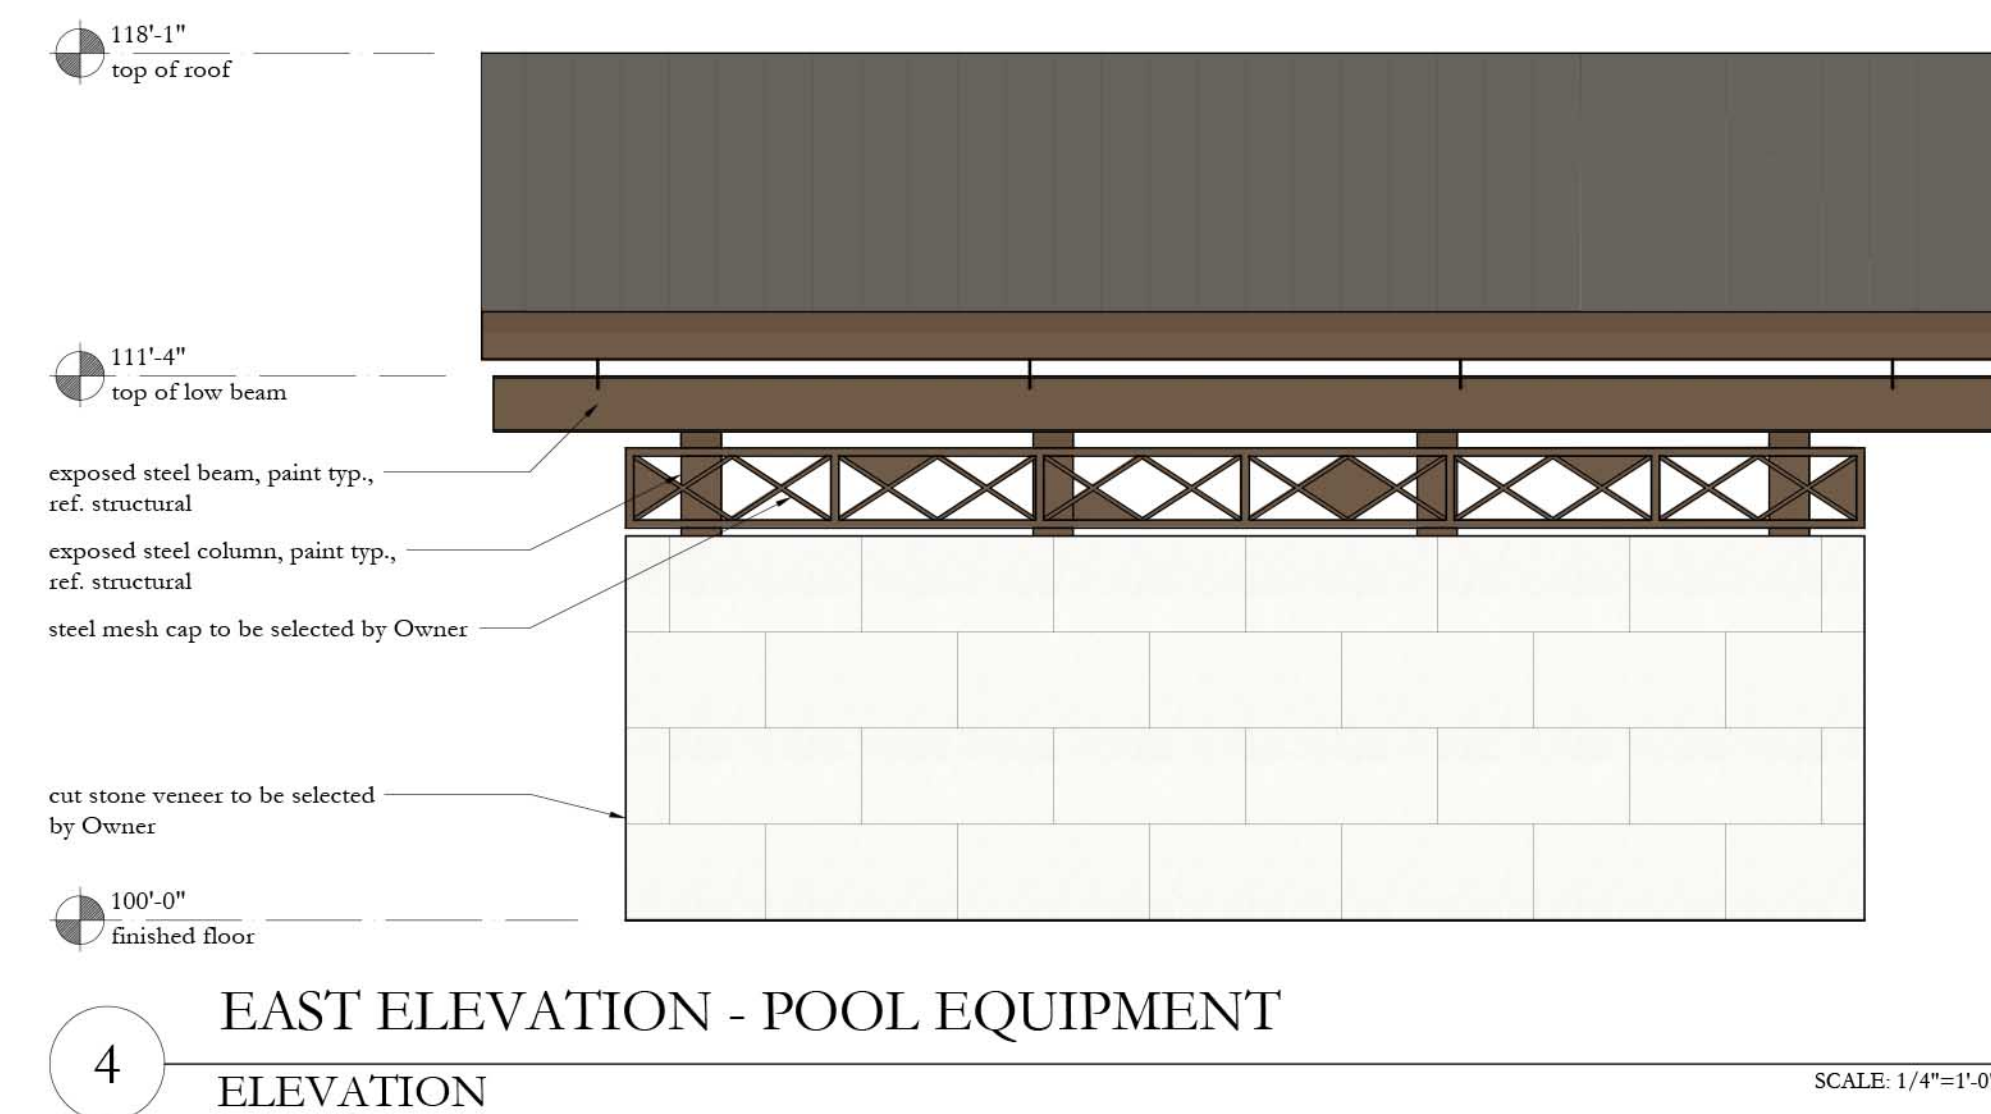 118'-1"
top of roof
111'-4"
top of low beam
exposed steel beam, paint typ.,
ref. structural
exposed steel column, paint typ.,
ref. structural
steel mesh cap to be selected by Owner
cut stone veneer to be selected
by Owner
100'-0"
finished floor
EAST ELEVATION - POOL EQUIPMENT
4
ELEVATION
SCALE: 1/4"=1'-0"